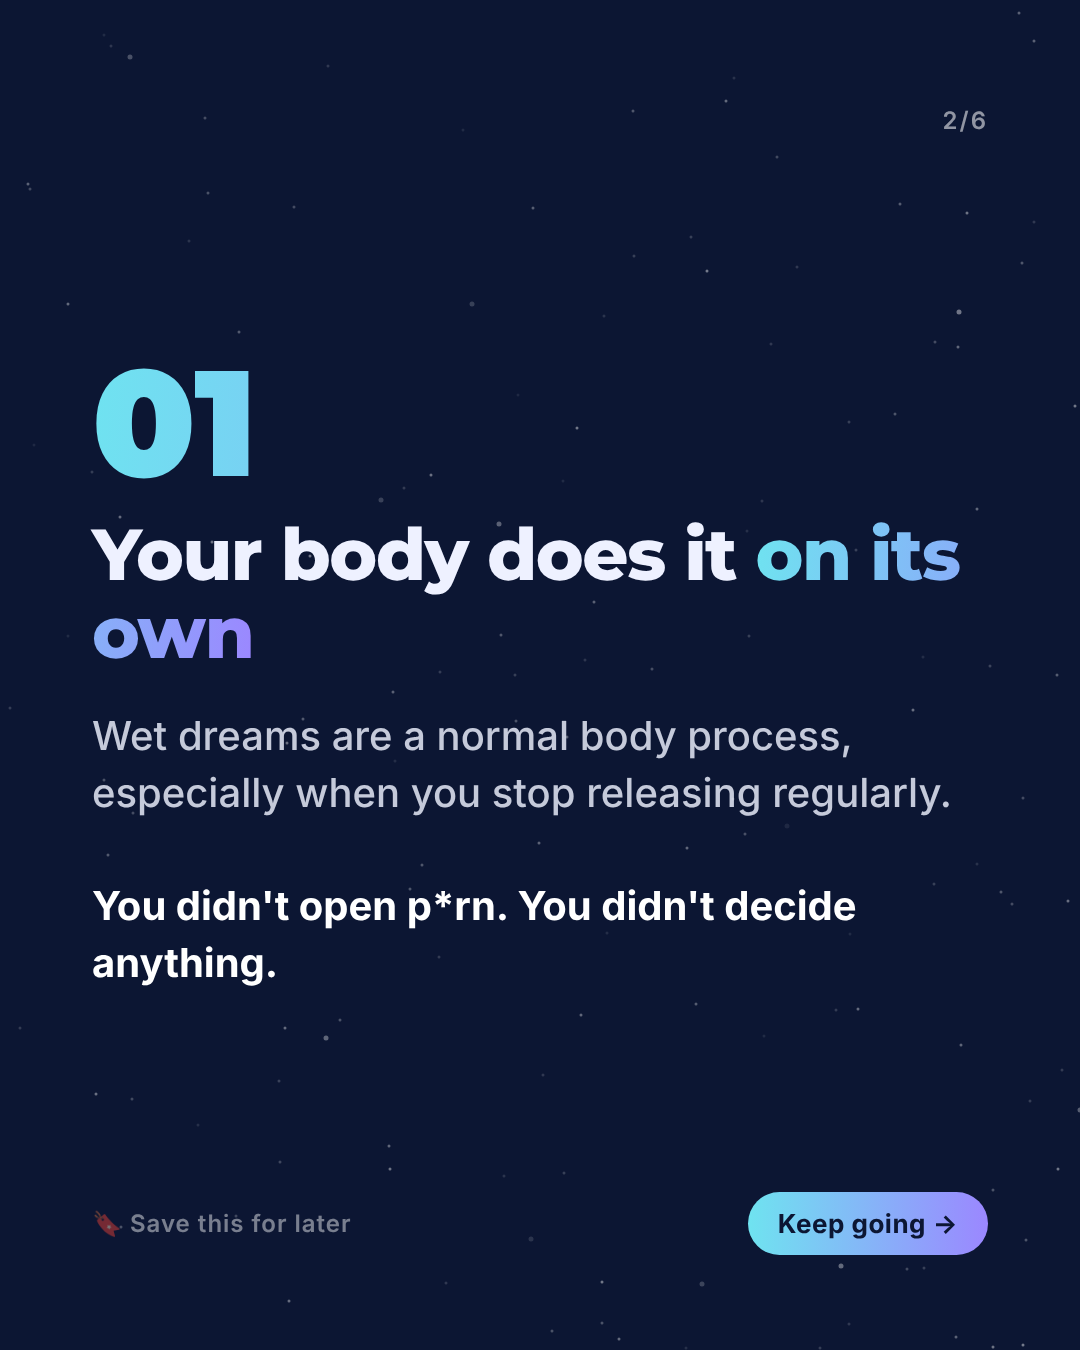 2/6
01
Your body does it on its
own
Wet dreams are a normal body process,
especially when you stop releasing regularly.
You didn't open p*rn. You didn't decide
anything.
🔖 Save this for later
Keep going →